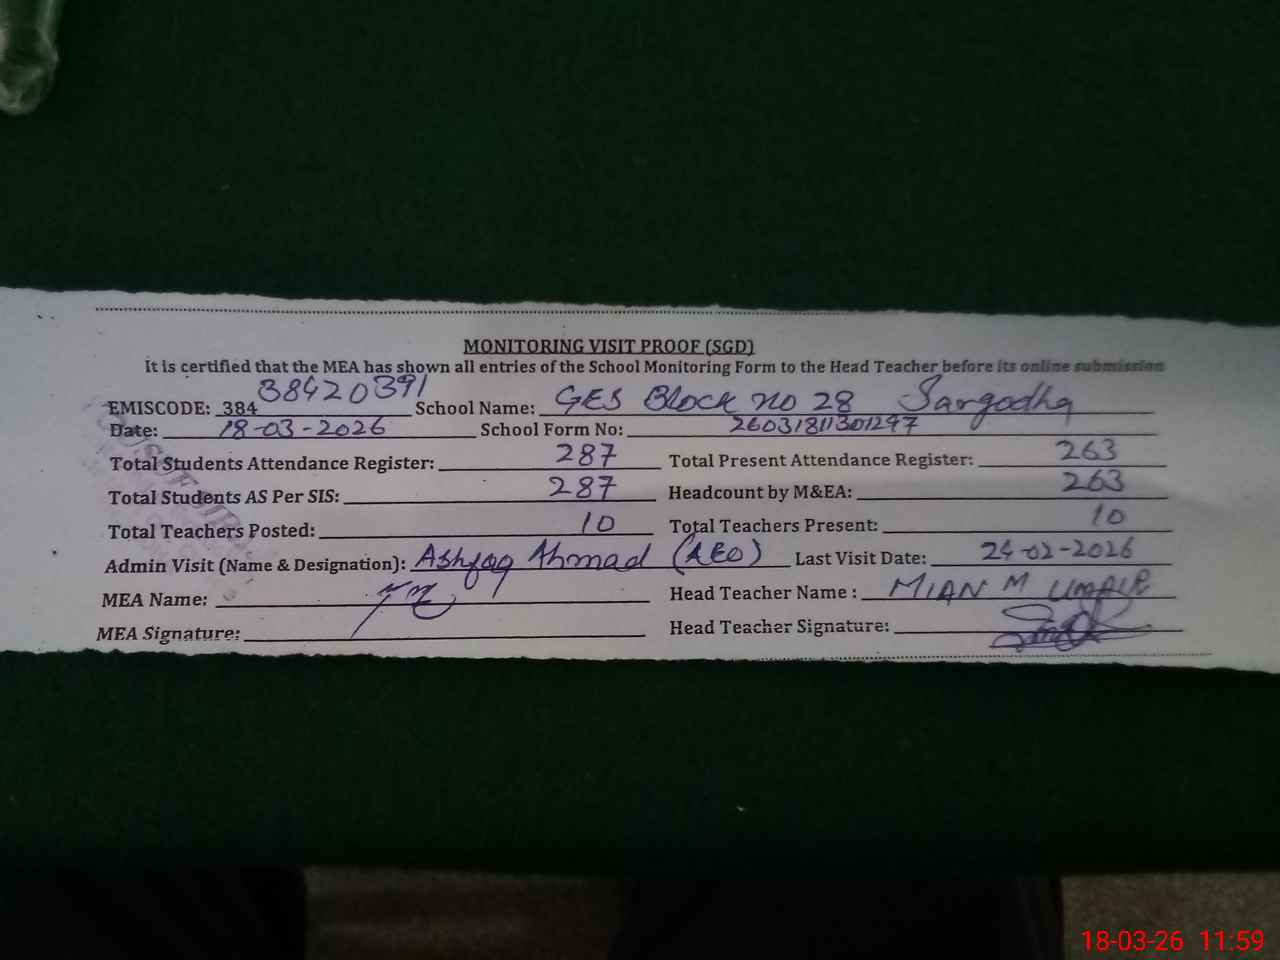 MONITORING VISIT PROOF (SGD)
It is certified that the MEA has shown all entries of the School Monitoring Form to the Head Teacher before its online submission
EMISCODE: 384 38420391 School Name: GES Block no 28 Sargodha
Date: 18-03-2026 School Form No: 26031811301297
Total Students Attendance Register: 287 Total Present Attendance Register: 263
Total Students AS Per SIS: 287 Headcount by M&EA: 263
Total Teachers Posted: 10 Total Teachers Present: 10
Admin Visit (Name & Designation): Ashfaq Ahmad (AEO) Last Visit Date: 24-02-2026
MEA Name: Head Teacher Name : MIAN M UMAIR
MEA Signature: Head Teacher Signature:
18-03-26 11:59